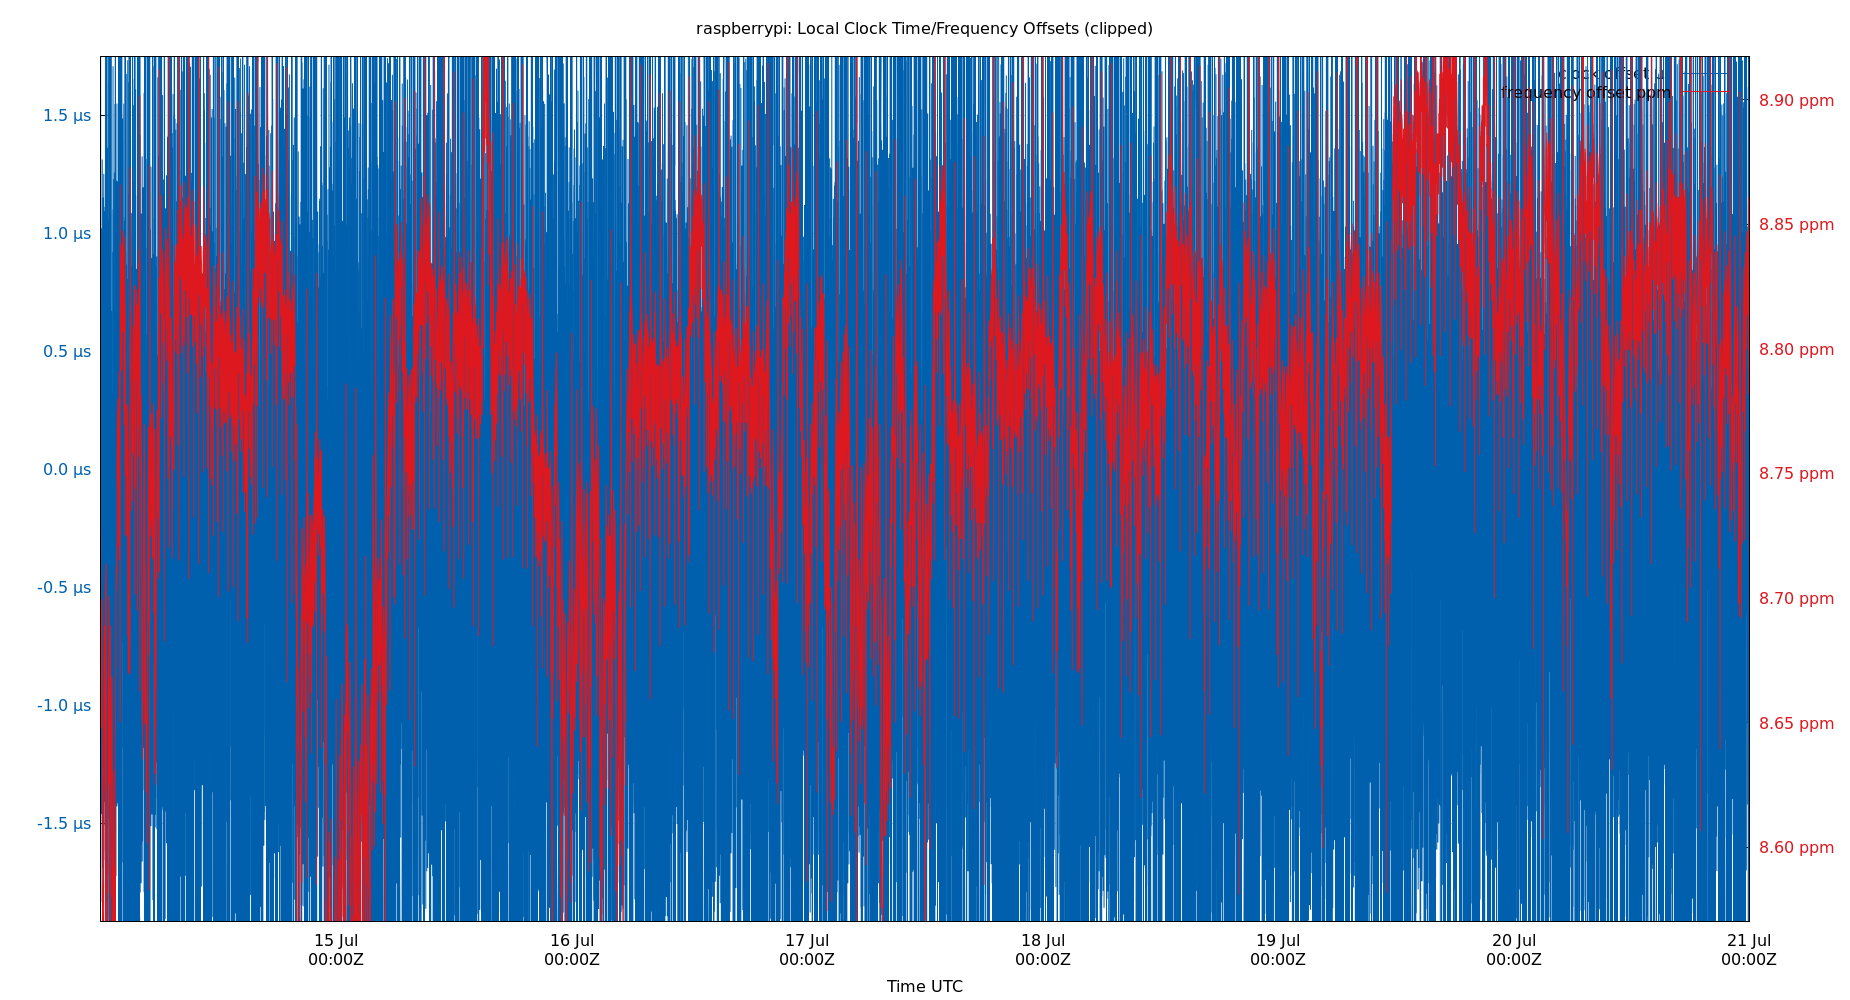 raspberrypi: Local Clock Time/Frequency Offsets (clipped)
clock offset
frequency offset ppm
1.5 µs
1.0 µs
0.5 µs
0.0 µs
-0.5 µs
-1.0 µs
-1.5 µs
8.90 ppm
8.85 ppm
8.80 ppm
8.75 ppm
8.70 ppm
8.65 ppm
8.60 ppm
15 Jul 16 Jul 17 Jul 18 Jul 19 Jul 20 Jul 21 Jul
00:00Z 00:00Z 00:00Z 00:00Z 00:00Z 00:00Z 00:00Z
Time UTC